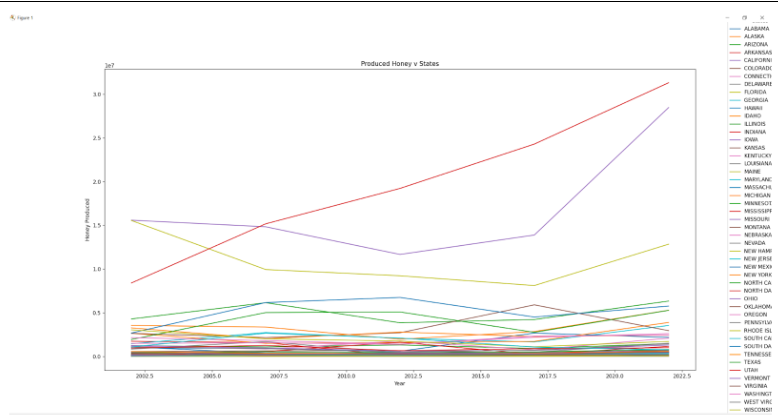 Figure 1
Produced Honey v States
1e7
3.0
2.5
2.0
1.5
1.0
0.5
0.0
Honey Produced
2002.5 2005.0 2007.5 2010.0 2012.5 2015.0 2017.5 2020.0 2022.5
Year
ALABAMA
ALASKA
ARIZONA
ARKANSAS
CALIFORNI
COLORADO
CONNECTI
DELAWARE
FLORIDA
GEORGIA
HAWAII
IDAHO
ILLINOIS
INDIANA
IOWA
KANSAS
KENTUCKY
LOUISIANA
MAINE
MARYLANC
MASSACHU
MICHIGAN
MINNESOT
MISSISSIPF
MISSOURI
MONTANA
NEBRASKA
NEVADA
NEW HAMI
NEW JERSE
NEW MEXI
NEW YORK
NORTH CA
NORTH DA
OHIO
OKLAHOM
OREGON
PENNSYLV
RHODE ISL
SOUTH CA
SOUTH DA
TENNESSE
TEXAS
UTAH
VERMONT
VIRGINIA
WASHINGT
WEST VIRC
WISCONSI